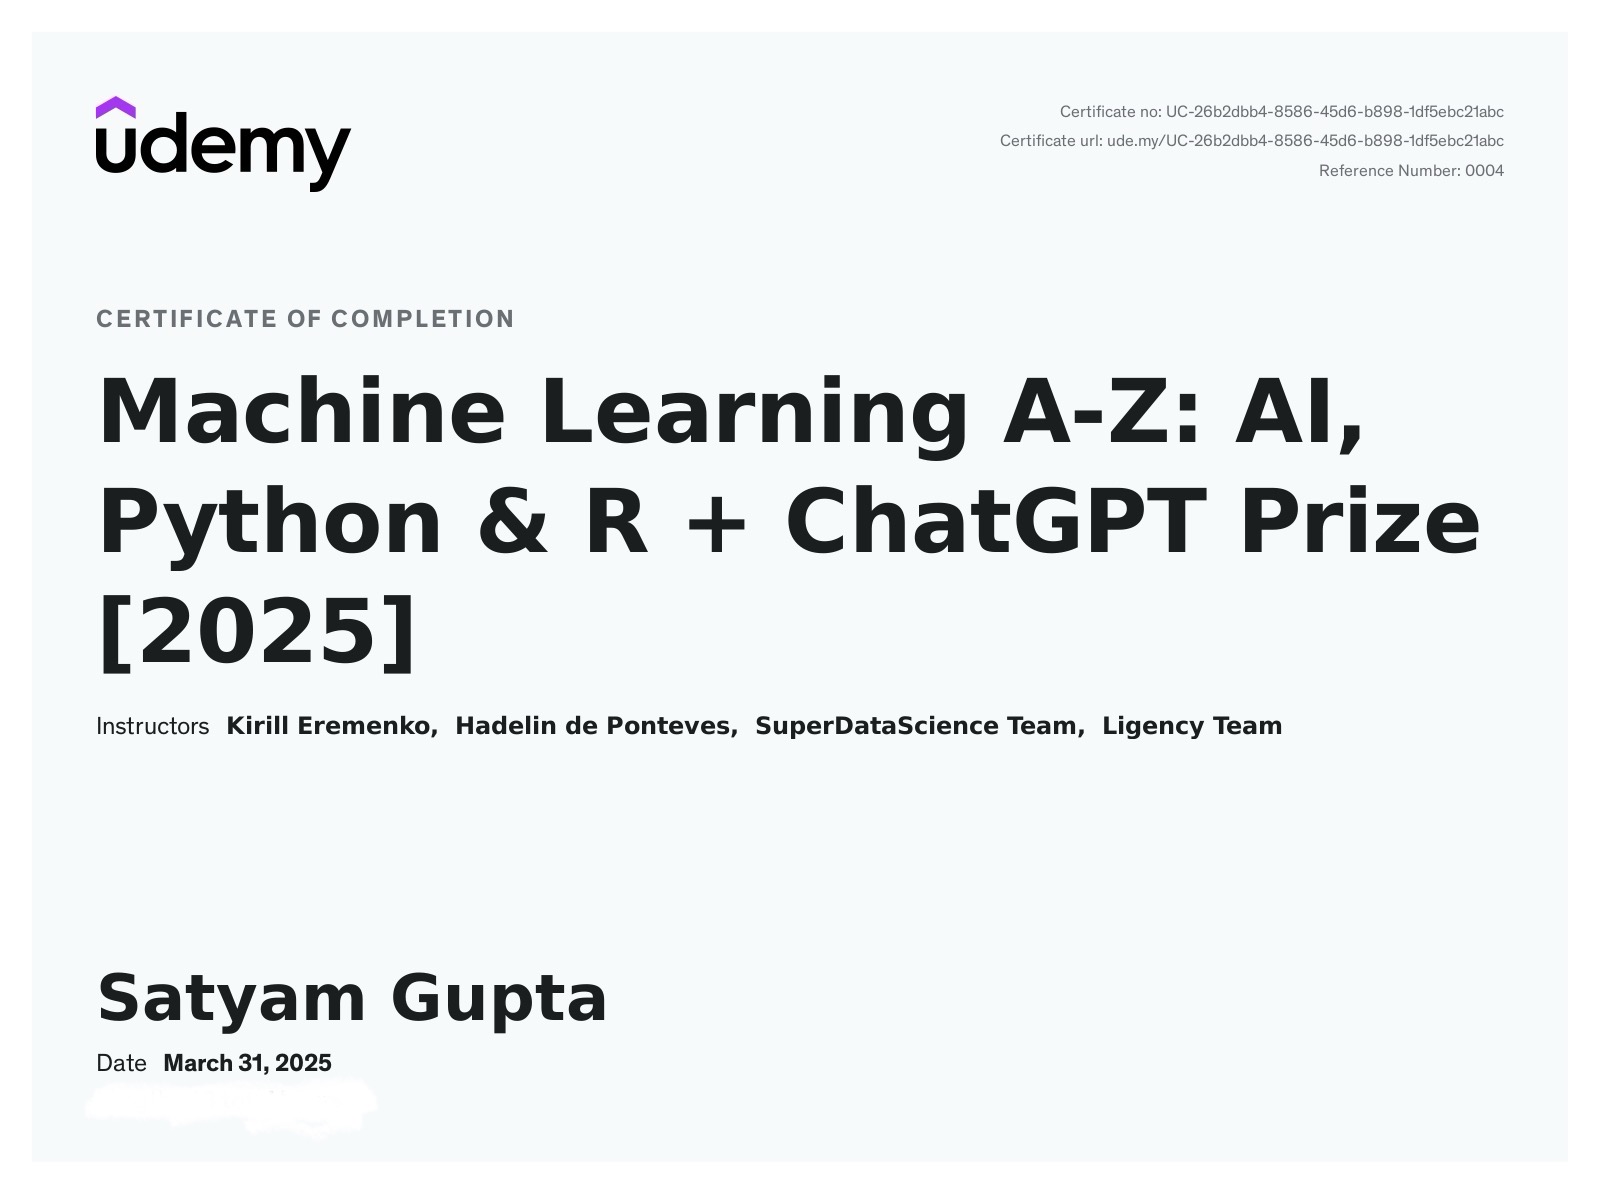 udemy
Certificate no: UC-26b2dbb4-8586-45d6-b898-1df5ebc21abc
Certificate url: ude.my/UC-26b2dbb4-8586-45d6-b898-1df5ebc21abc
Reference Number: 0004
CERTIFICATE OF COMPLETION
Machine Learning A-Z: AI,
Python & R + ChatGPT Prize
[2025]
Instructors Kirill Eremenko, Hadelin de Ponteves, SuperDataScience Team, Ligency Team
Satyam Gupta
Date March 31, 2025